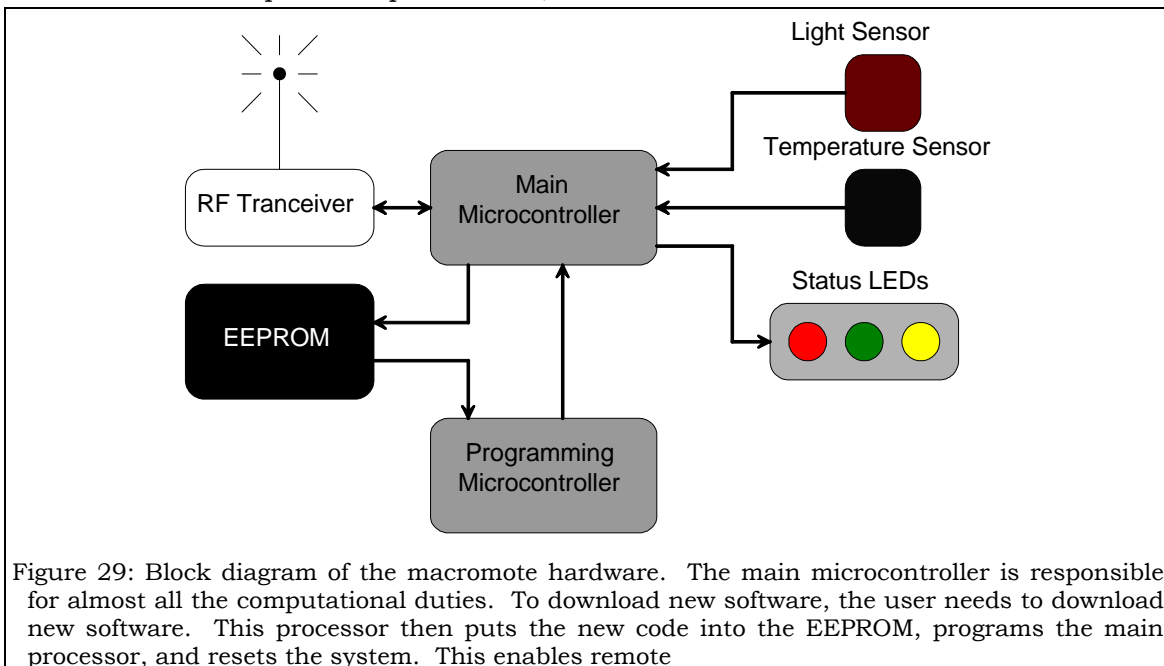 Light Sensor
Temperature Sensor
Main
Microcontroller
RF Tranceiver
Status LEDs
EEPROM
Programming
Microcontroller
Figure 29: Block diagram of the macromote hardware. The main microcontroller is responsible
for almost all the computational duties. To download new software, the user needs to download
new software. This processor then puts the new code into the EEPROM, programs the main
processor, and resets the system. This enables remote